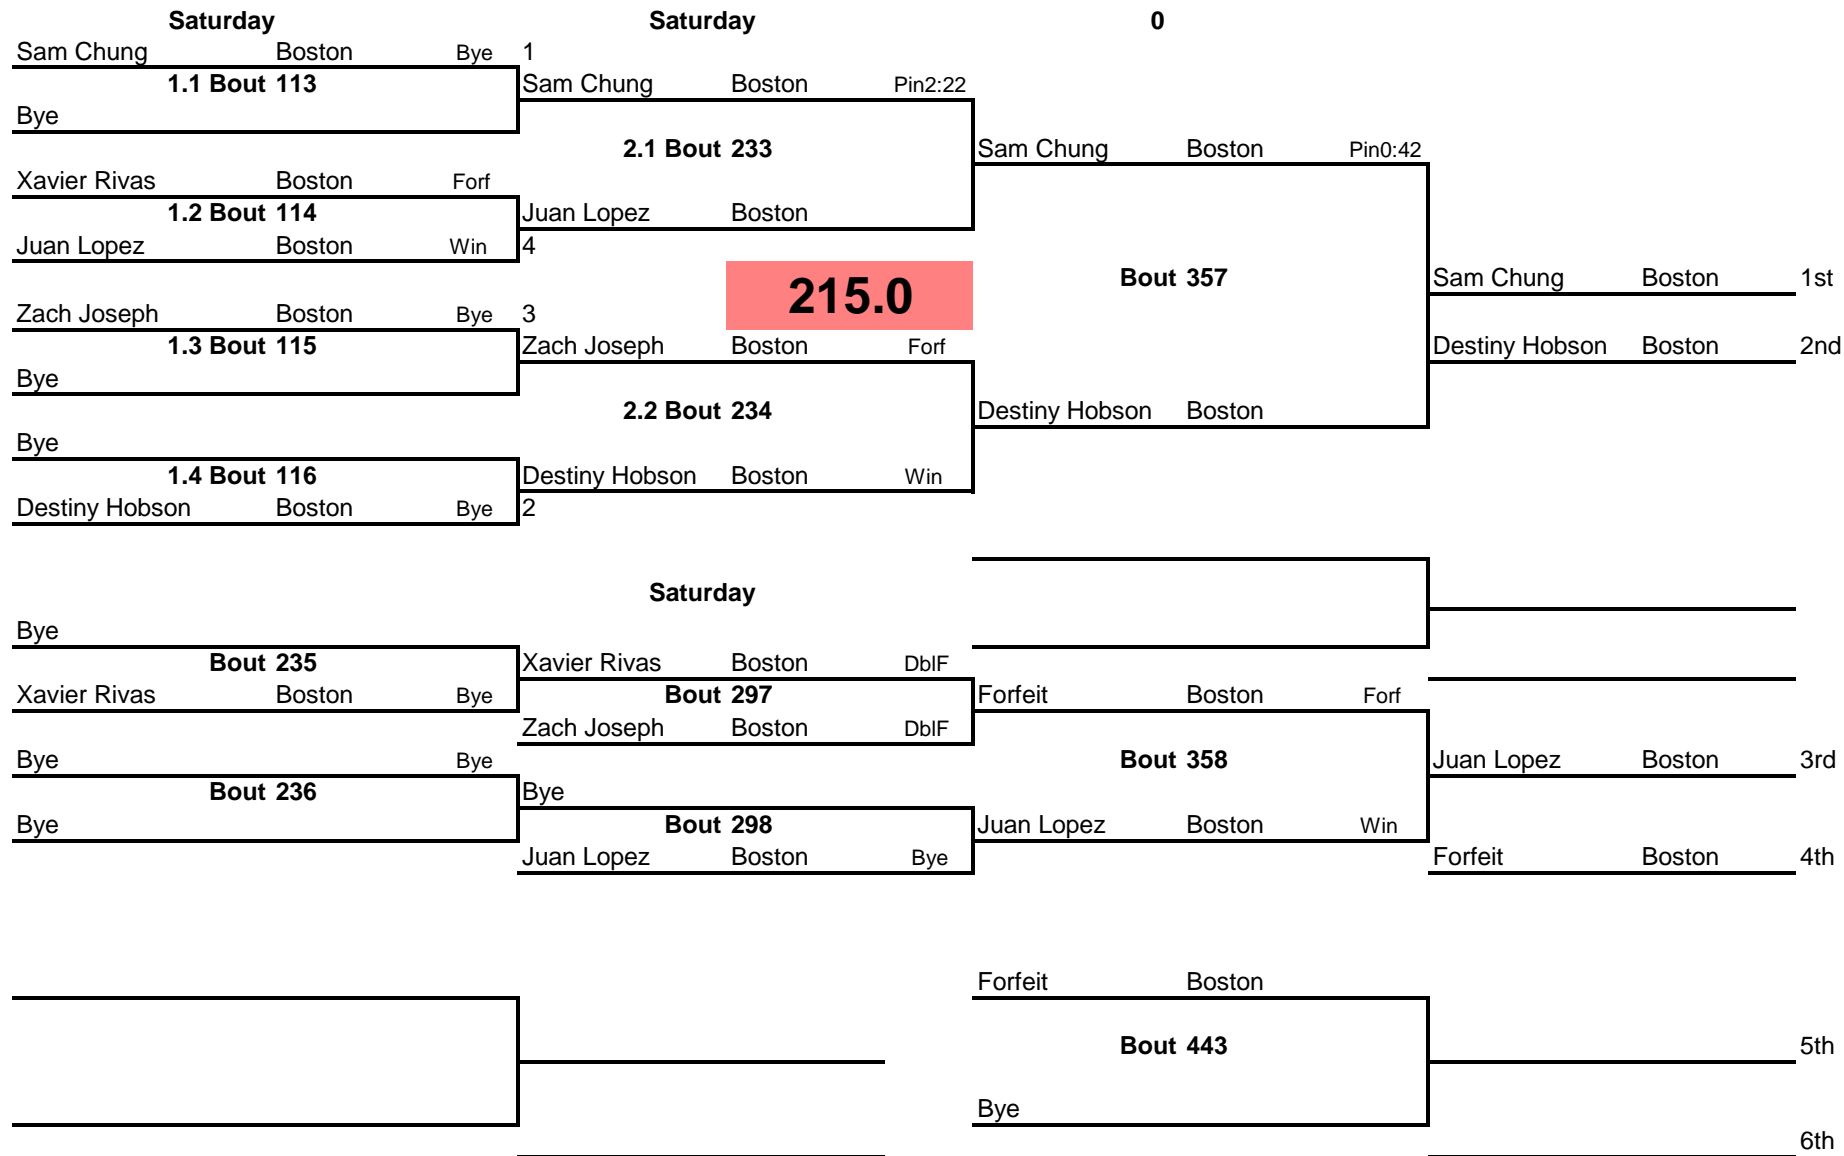 Saturday Saturday 0
Sam Chung Boston Bye 1
1.1 Bout 113 Sam Chung Boston Pin2:22
Bye
2.1 Bout 233 Sam Chung Boston Pin0:42
Xavier Rivas Boston Forf
1.2 Bout 114 Juan Lopez Boston
Juan Lopez Boston Win 4
215.0 Bout 357 Sam Chung Boston 1st
Zach Joseph Boston Bye 3
1.3 Bout 115 Zach Joseph Boston Forf Destiny Hobson Boston 2nd
Bye
2.2 Bout 234 Destiny Hobson Boston
Bye
1.4 Bout 116 Destiny Hobson Boston Win
Destiny Hobson Boston Bye 2
Saturday
Bye
Bout 235 Xavier Rivas Boston DblF
Xavier Rivas Boston Bye Bout 297 Forfeit Boston Forf
Zach Joseph Boston DblF
Bye Bye Bout 358 Juan Lopez Boston 3rd
Bout 236 Bye
Bye Bout 298 Juan Lopez Boston Win
Juan Lopez Boston Bye Forfeit Boston 4th
Forfeit Boston
Bout 443 5th
Bye
6th